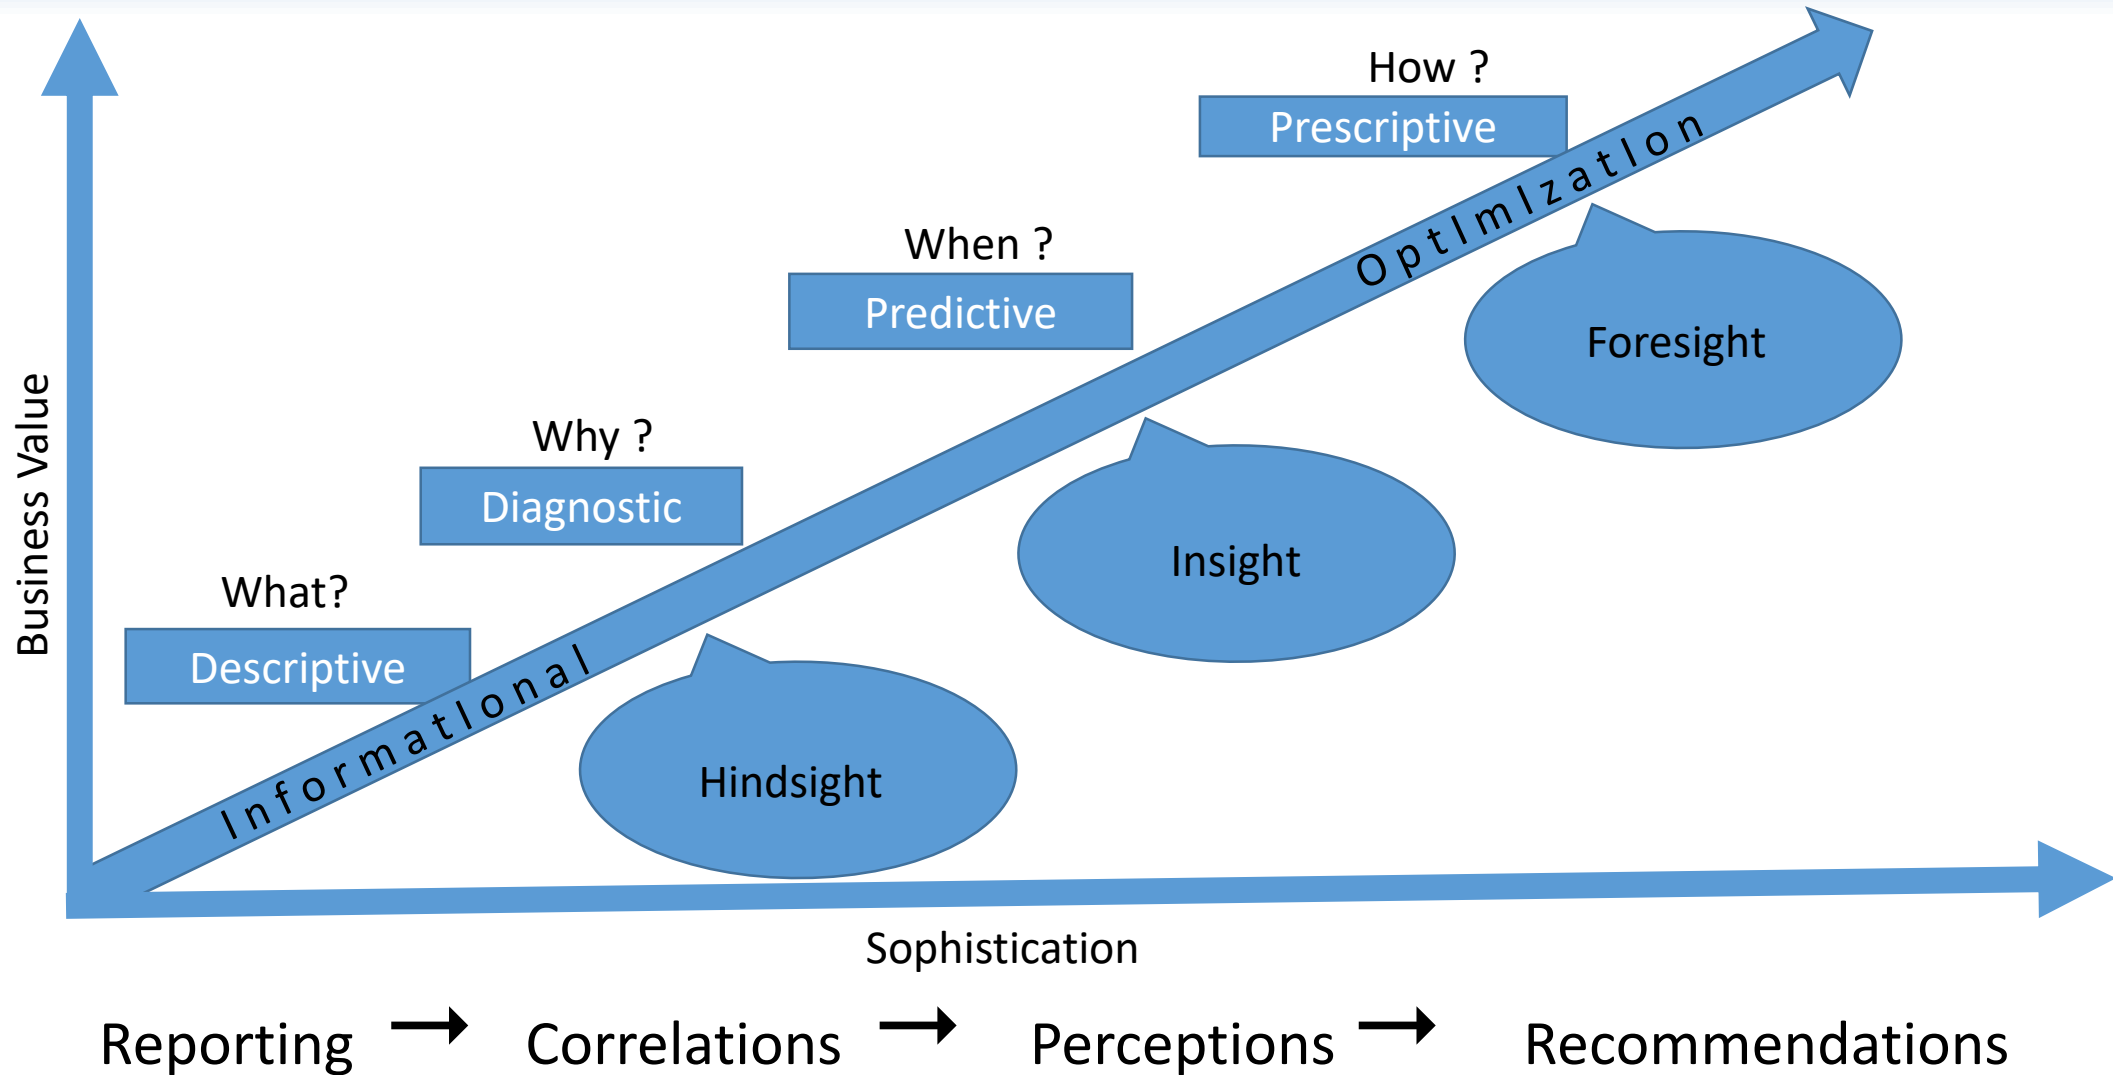 How ?
Prescriptive
When ?
Predictive
Why ?
Diagnostic
What?
Descriptive
Business Value
InformatIonal
OptImIzatIon
Foresight
Insight
Hindsight
Sophistication
Reporting → Correlations → Perceptions → Recommendations